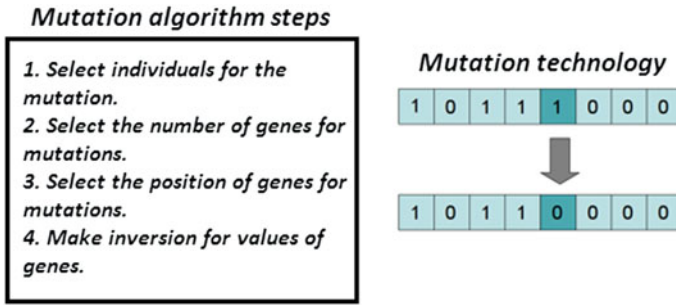 Mutation algorithm steps
1. Select individuals for the
mutation.
2. Select the number of genes for
mutations.
3. Select the position of genes for
mutations.
4. Make inversion for values of
genes.
Mutation technology
1 0 1 1 1 0 0 0
1 0 1 1 0 0 0 0